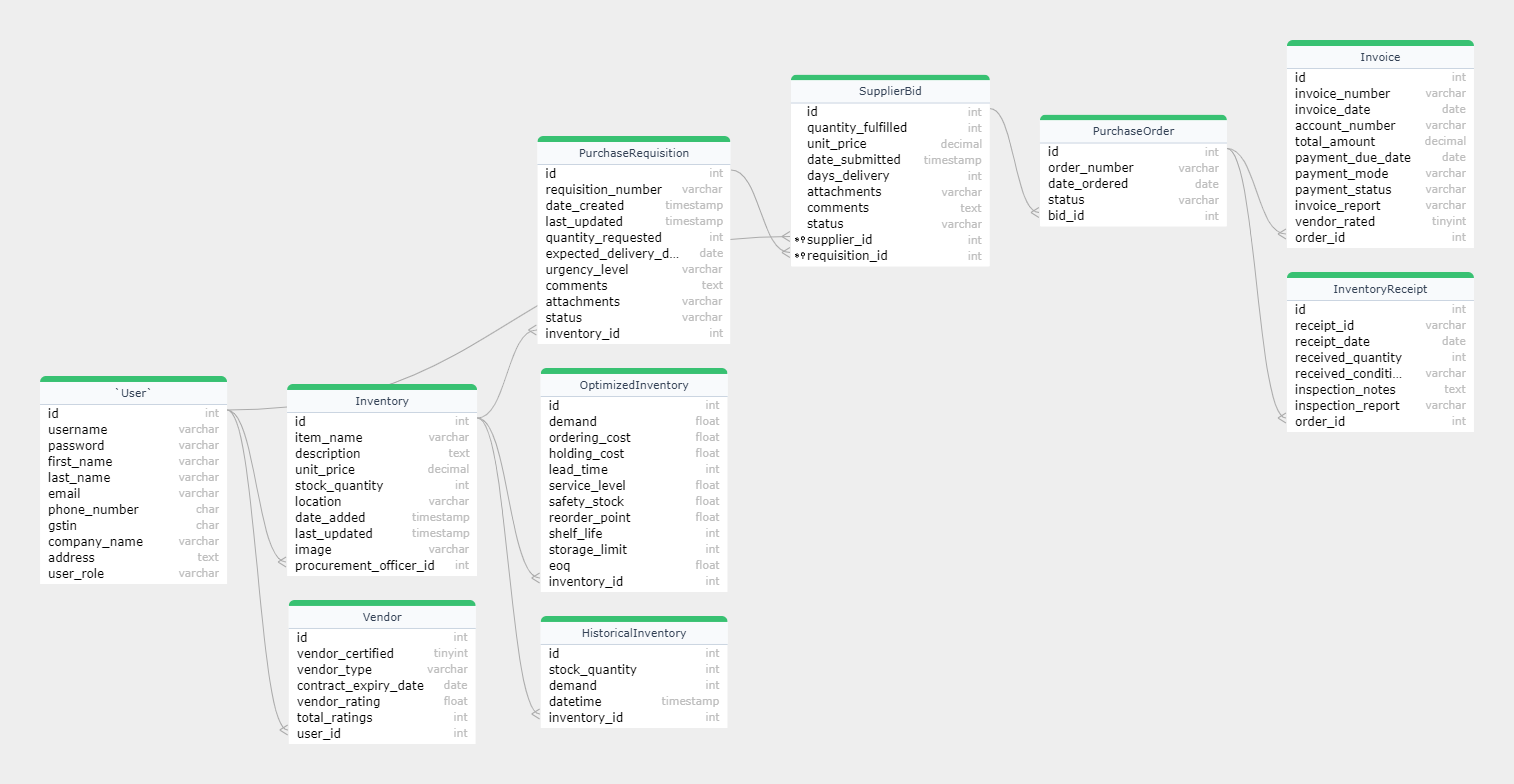 `User`
id int
username varchar
password varchar
first_name varchar
last_name varchar
email varchar
phone_number char
gstin char
company_name varchar
address text
user_role varchar
Inventory
id int
item_name varchar
description text
unit_price decimal
stock_quantity int
location varchar
date_added timestamp
last_updated timestamp
image varchar
procurement_officer_id int
Vendor
id int
vendor_certified tinyint
vendor_type varchar
contract_expiry_date date
vendor_rating float
total_ratings int
user_id int
PurchaseRequisition
id int
requisition_number varchar
date_created timestamp
last_updated timestamp
quantity_requested int
expected_delivery_d... date
urgency_level varchar
comments text
attachments varchar
status varchar
inventory_id int
OptimizedInventory
id int
demand float
ordering_cost float
holding_cost float
lead_time int
service_level float
safety_stock float
reorder_point float
shelf_life int
storage_limit int
eoq float
inventory_id int
HistoricalInventory
id int
stock_quantity int
demand int
datetime timestamp
inventory_id int
SupplierBid
id int
quantity_fulfilled int
unit_price decimal
date_submitted timestamp
days_delivery int
attachments varchar
comments text
status varchar
supplier_id int
requisition_id int
PurchaseOrder
id int
order_number varchar
date_ordered date
status varchar
bid_id int
Invoice
id int
invoice_number varchar
invoice_date date
account_number varchar
total_amount decimal
payment_due_date date
payment_mode varchar
payment_status varchar
invoice_report varchar
vendor_rated tinyint
order_id int
InventoryReceipt
id int
receipt_id varchar
receipt_date date
received_quantity int
received_conditi... varchar
inspection_notes text
inspection_report varchar
order_id int